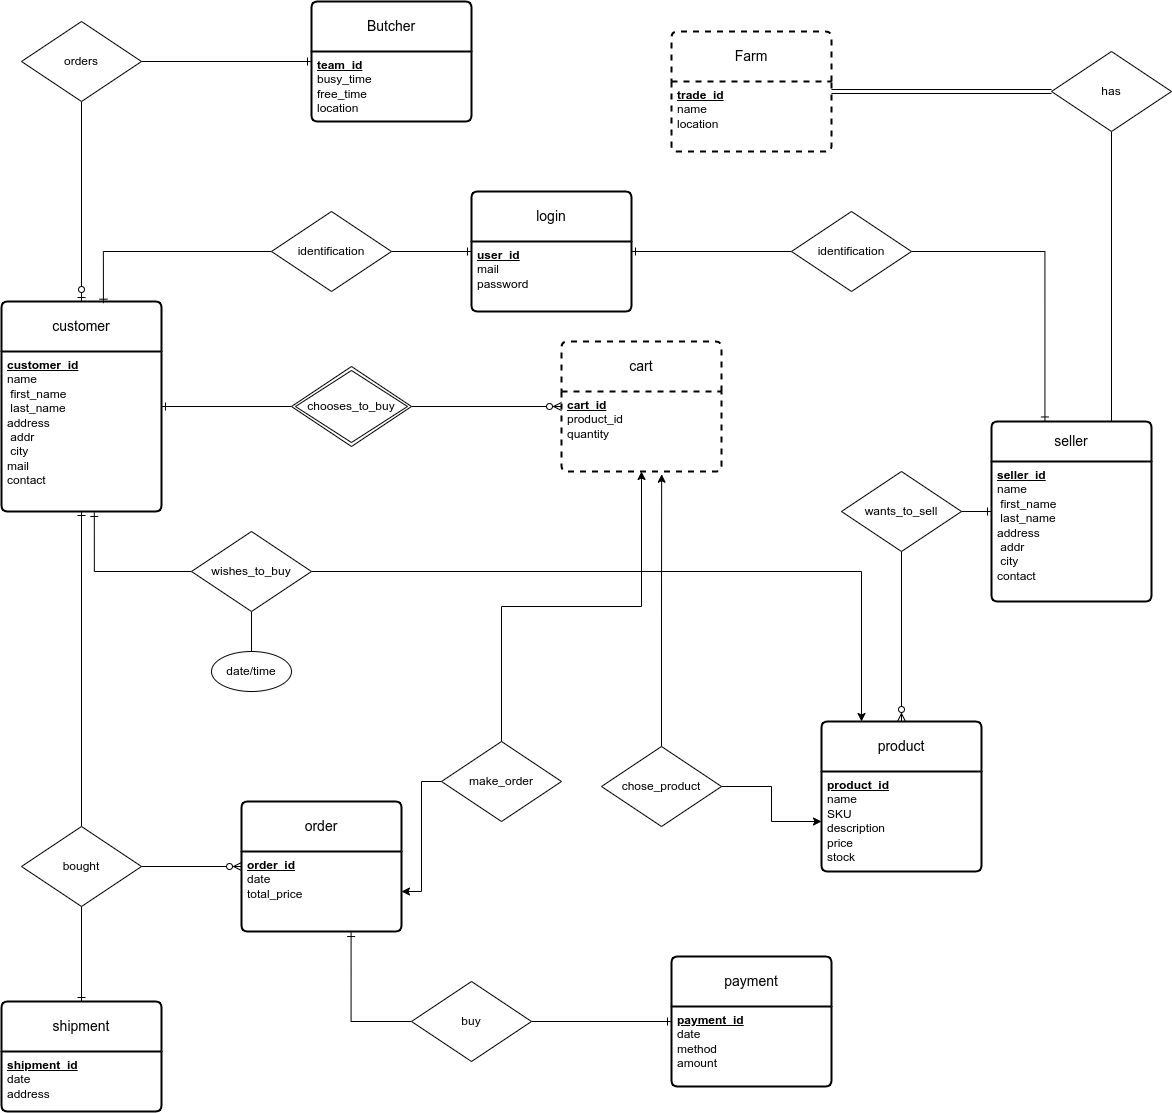 Butcher
team_id
busy_time
free_time
location
orders
Farm
trade_id
name
location
has
login
user_id
mail
password
identification
identification
customer
customer_id
name
first_name
last_name
address
addr
city
mail
contact
chooses_to_buy
cart
cart_id
product_id
quantity
seller
seller_id
name
first_name
last_name
address
addr
city
contact
wants_to_sell
wishes_to_buy
date/time
make_order
chose_product
product
product_id
name
SKU
description
price
stock
order
order_id
date
total_price
bought
payment
payment_id
date
method
amount
buy
shipment
shipment_id
date
address